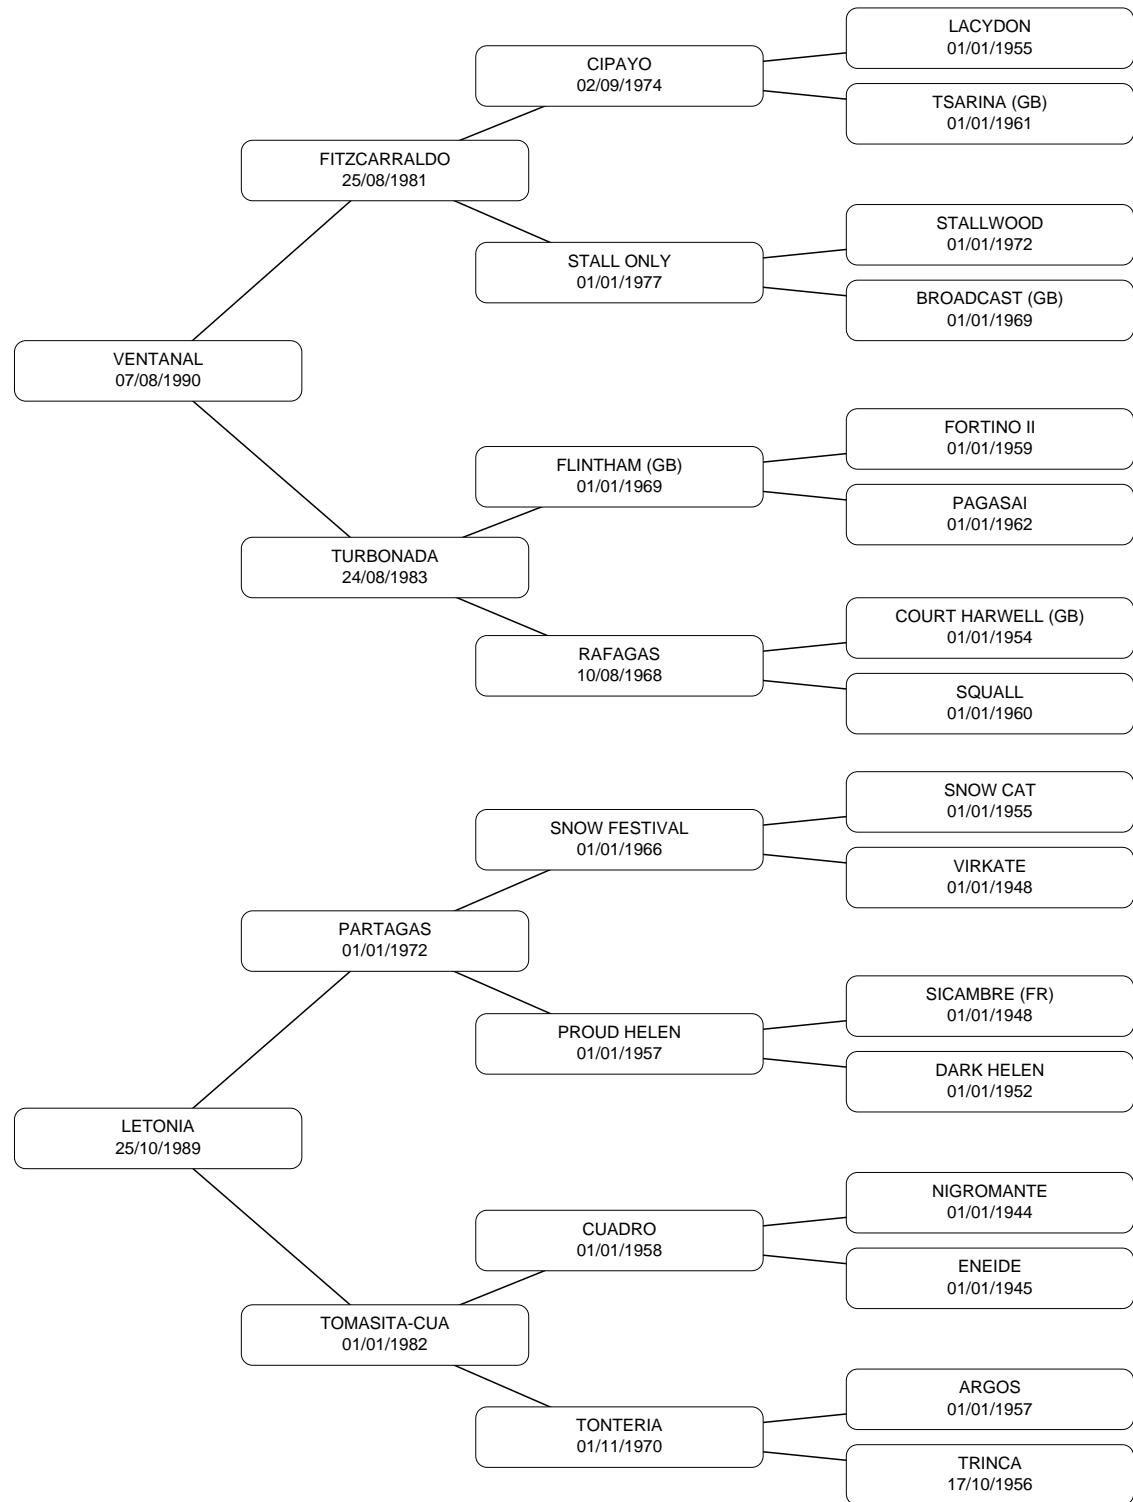 LACYDON
01/01/1955
CIPAYO
02/09/1974
TSARINA (GB)
01/01/1961
FITZCARRALDO
25/08/1981
STALLWOOD
01/01/1972
STALL ONLY
01/01/1977
BROADCAST (GB)
01/01/1969
VENTANAL
07/08/1990
FORTINO II
01/01/1959
FLINTHAM (GB)
01/01/1969
PAGASAI
01/01/1962
TURBONADA
24/08/1983
COURT HARWELL (GB)
01/01/1954
RAFAGAS
10/08/1968
SQUALL
01/01/1960
SNOW CAT
01/01/1955
SNOW FESTIVAL
01/01/1966
VIRKATE
01/01/1948
PARTAGAS
01/01/1972
SICAMBRE (FR)
01/01/1948
PROUD HELEN
01/01/1957
DARK HELEN
01/01/1952
LETONIA
25/10/1989
NIGROMANTE
01/01/1944
CUADRO
01/01/1958
ENEIDE
01/01/1945
TOMASITA-CUA
01/01/1982
ARGOS
01/01/1957
TONTERIA
01/11/1970
TRINCA
17/10/1956